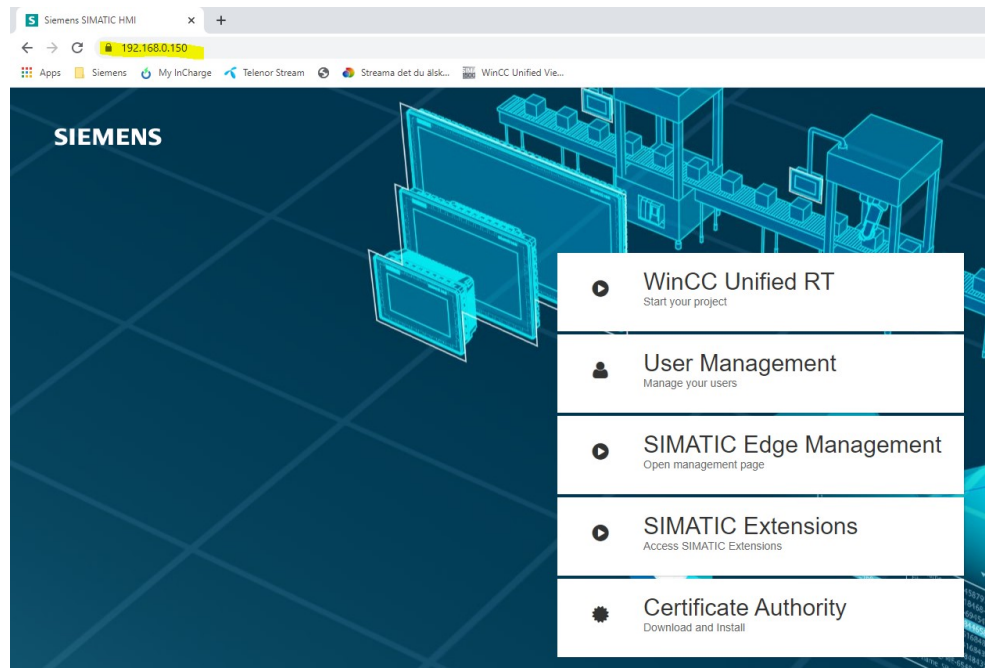 Siemens SIMATIC HMI
192.168.0.150
Apps Siemens My InCharge Telenor Stream Streama det du älsk... WinCC Unified Vie...
SIEMENS
WinCC Unified RT
Start your project
User Management
Manage your users
SIMATIC Edge Management
Open management page
SIMATIC Extensions
Access SIMATIC Extensions
Certificate Authority
Download and Install